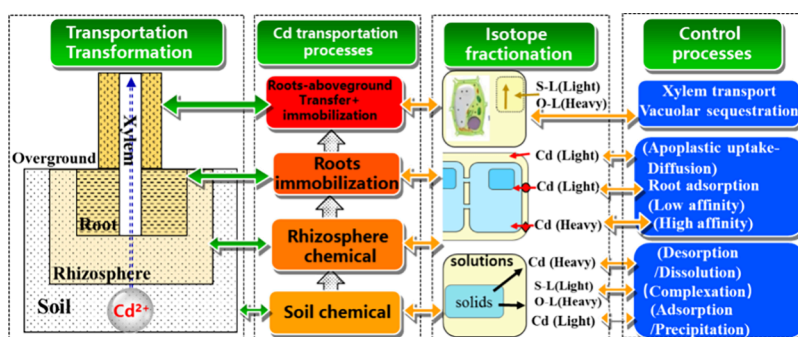 Transportation
Transformation
Xylem
Overground
Root
Rhizosphere
Soil
Cd2+
Cd transportation
processes
Roots-aboveground
Transfer+
immobilization
Roots
immobilization
Rhizosphere
chemical
Soil chemical
Isotope
fractionation
S-L(Light)
O-L(Heavy)
Cd (Light)
Cd (Light)
Cd (Heavy)
solutions
solids
Cd (Heavy)
S-L(Light)
O-L(Heavy)
Cd (Light)
Control
processes
Xylem transport
Vacuolar sequestration
(Apoplastic uptake-
Diffusion)
Root adsorption
(Low affinity)
(High affinity)
(Desorption
/Dissolution)
(Complexation)
(Adsorption
/Precipitation)